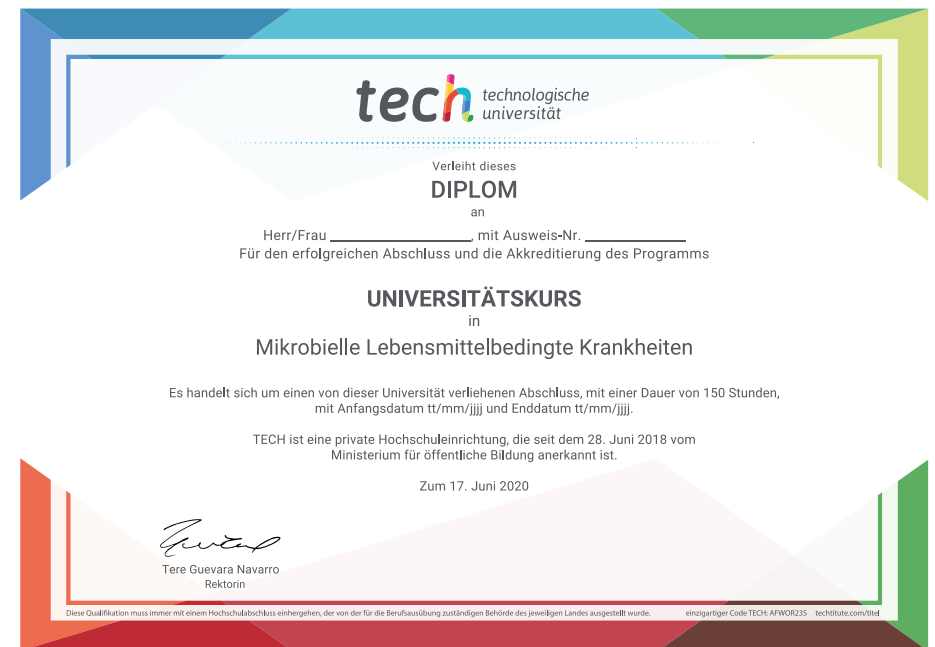 tech technologische
universität
Verleiht dieses
DIPLOM
an
Herr/Frau ____________________, mit Ausweis-Nr. ______________
Für den erfolgreichen Abschluss und die Akkreditierung des Programms
UNIVERSITÄTSKURS
in
Mikrobielle Lebensmittelbedingte Krankheiten
Es handelt sich um einen von dieser Universität verliehenen Abschluss, mit einer Dauer von 150 Stunden,
mit Anfangsdatum tt/mm/jjjj und Enddatum tt/mm/jjjj.
TECH ist eine private Hochschuleinrichtung, die seit dem 28. Juni 2018 vom
Ministerium für öffentliche Bildung anerkannt ist.
Zum 17. Juni 2020
Tere Guevara Navarro
Rektorin
Diese Qualifikation muss immer mit einem Hochschulabschluss einhergehen, der von der für die Berufsausübung zuständigen Behörde des jeweiligen Landes ausgestellt wurde. einzigartiger Code TECH: AFWOR23S techtitute.com/titel